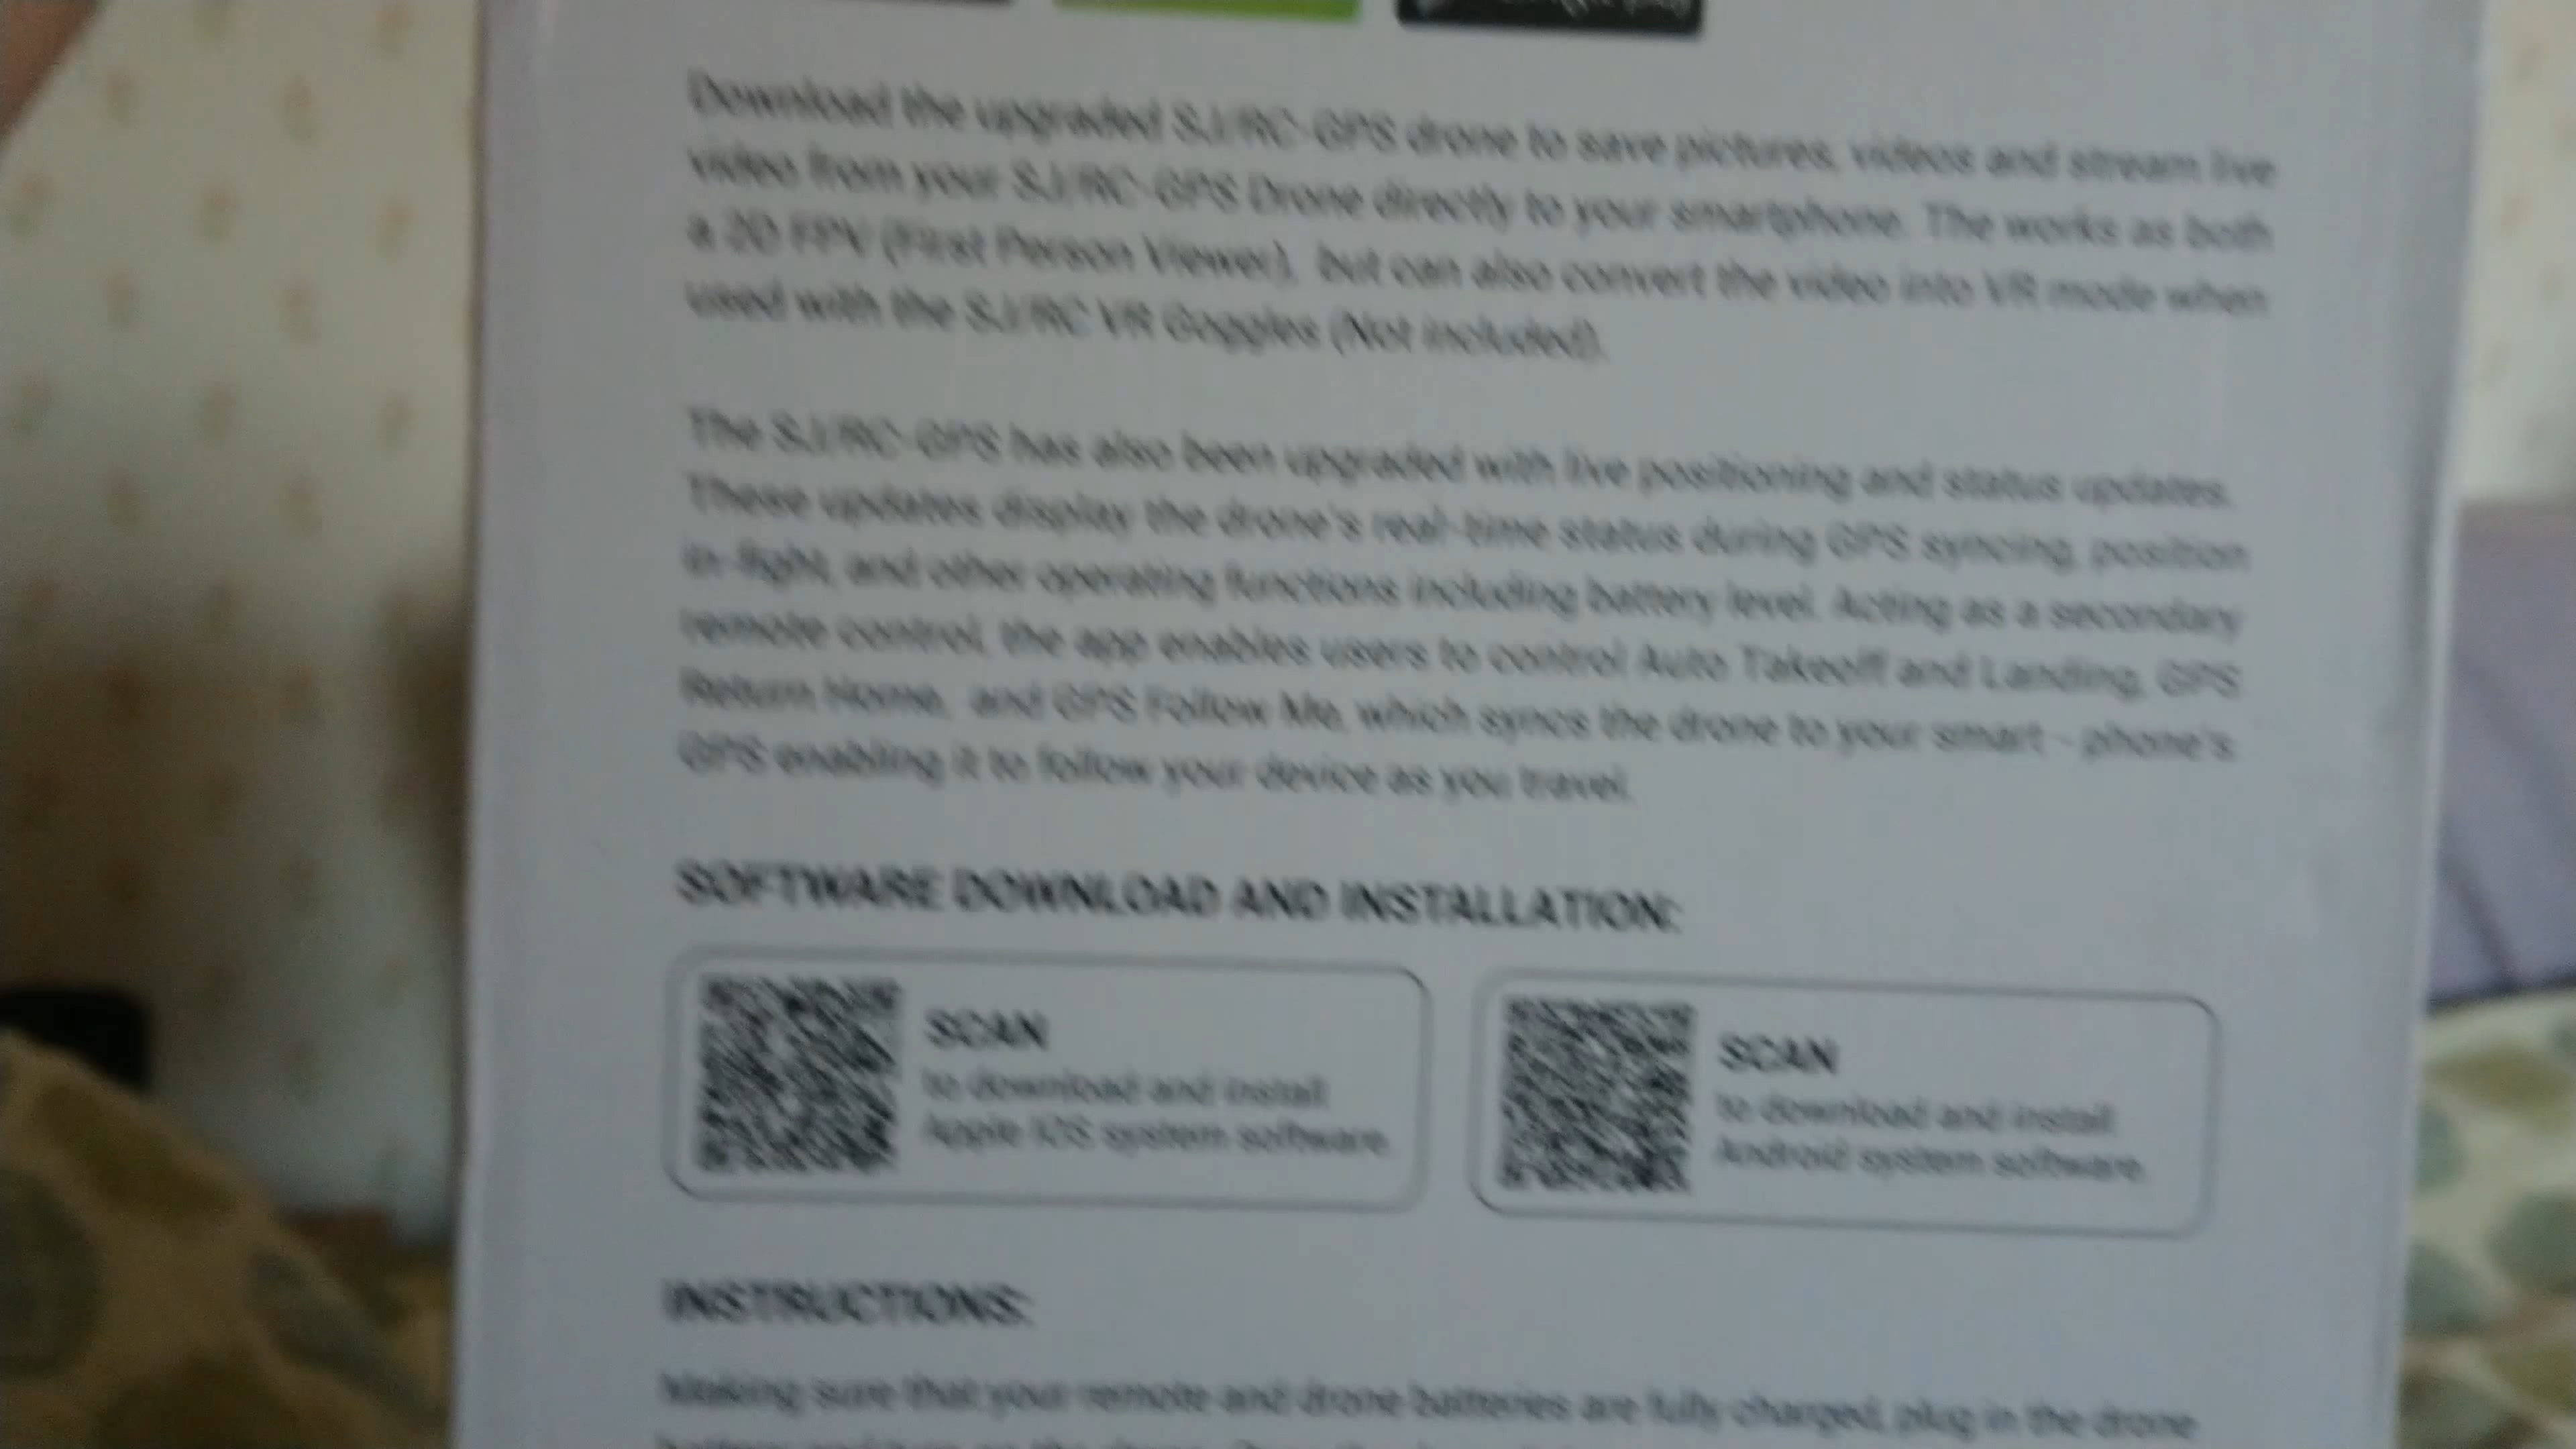 Download the upgraded SJ/RC-GPS drone to save pictures, videos and stream live
video from your SJ/RC-GPS Drone directly to your smartphone. The works as both
a 2D FPV (First Person Viewer), but can also convert the video into VR mode when
used with the SJ/RC VR Goggles (Not included).
The SJ/RC-GPS has also been upgraded with live positioning and status updates.
These updates display the drone's real-time status during GPS syncing, position
in-flight, and other operating functions including battery level. Acting as a secondary
remote control, the app enables users to control Auto Takeoff and Landing, GPS
Return Home, and GPS Follow Me, which syncs the drone to your smart - phone's
GPS enabling it to follow your device as you travel.
SOFTWARE DOWNLOAD AND INSTALLATION:
SCAN
to download and install
Apple IOS system software.
SCAN
to download and install
Android system software.
INSTRUCTIONS:
Making sure that your remote and drone batteries are fully charged, plug in the drone